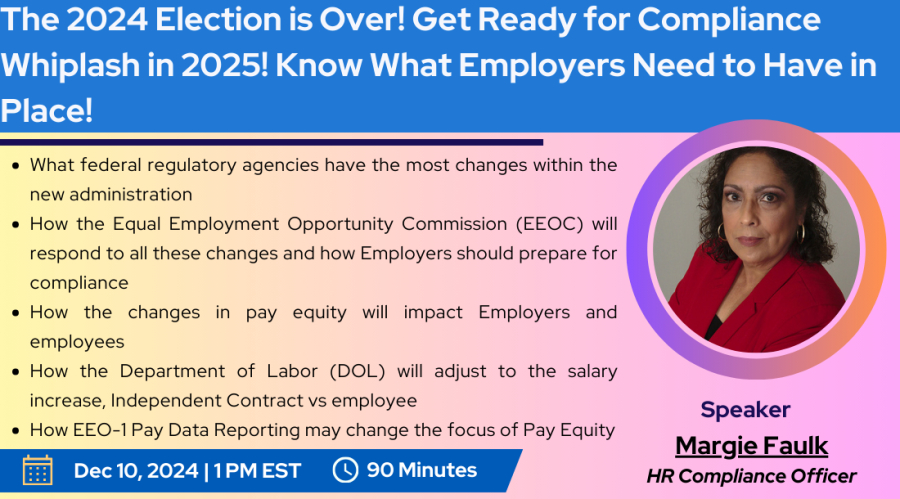 The 2024 Election is Over! Get Ready for Compliance
Whiplash in 2025! Know What Employers Need to Have in
Place!
• What federal regulatory agencies have the most changes within the
new administration
• How the Equal Employment Opportunity Commission (EEOC) will
respond to all these changes and how Employers should prepare for
compliance
• How the changes in pay equity will impact Employers and
employees
• How the Department of Labor (DOL) will adjust to the salary
increase, Independent Contract vs employee
• How EEO-1 Pay Data Reporting may change the focus of Pay Equity
Dec 10, 2024 | 1 PM EST
90 Minutes
Speaker
Margie Faulk
HR Compliance Officer